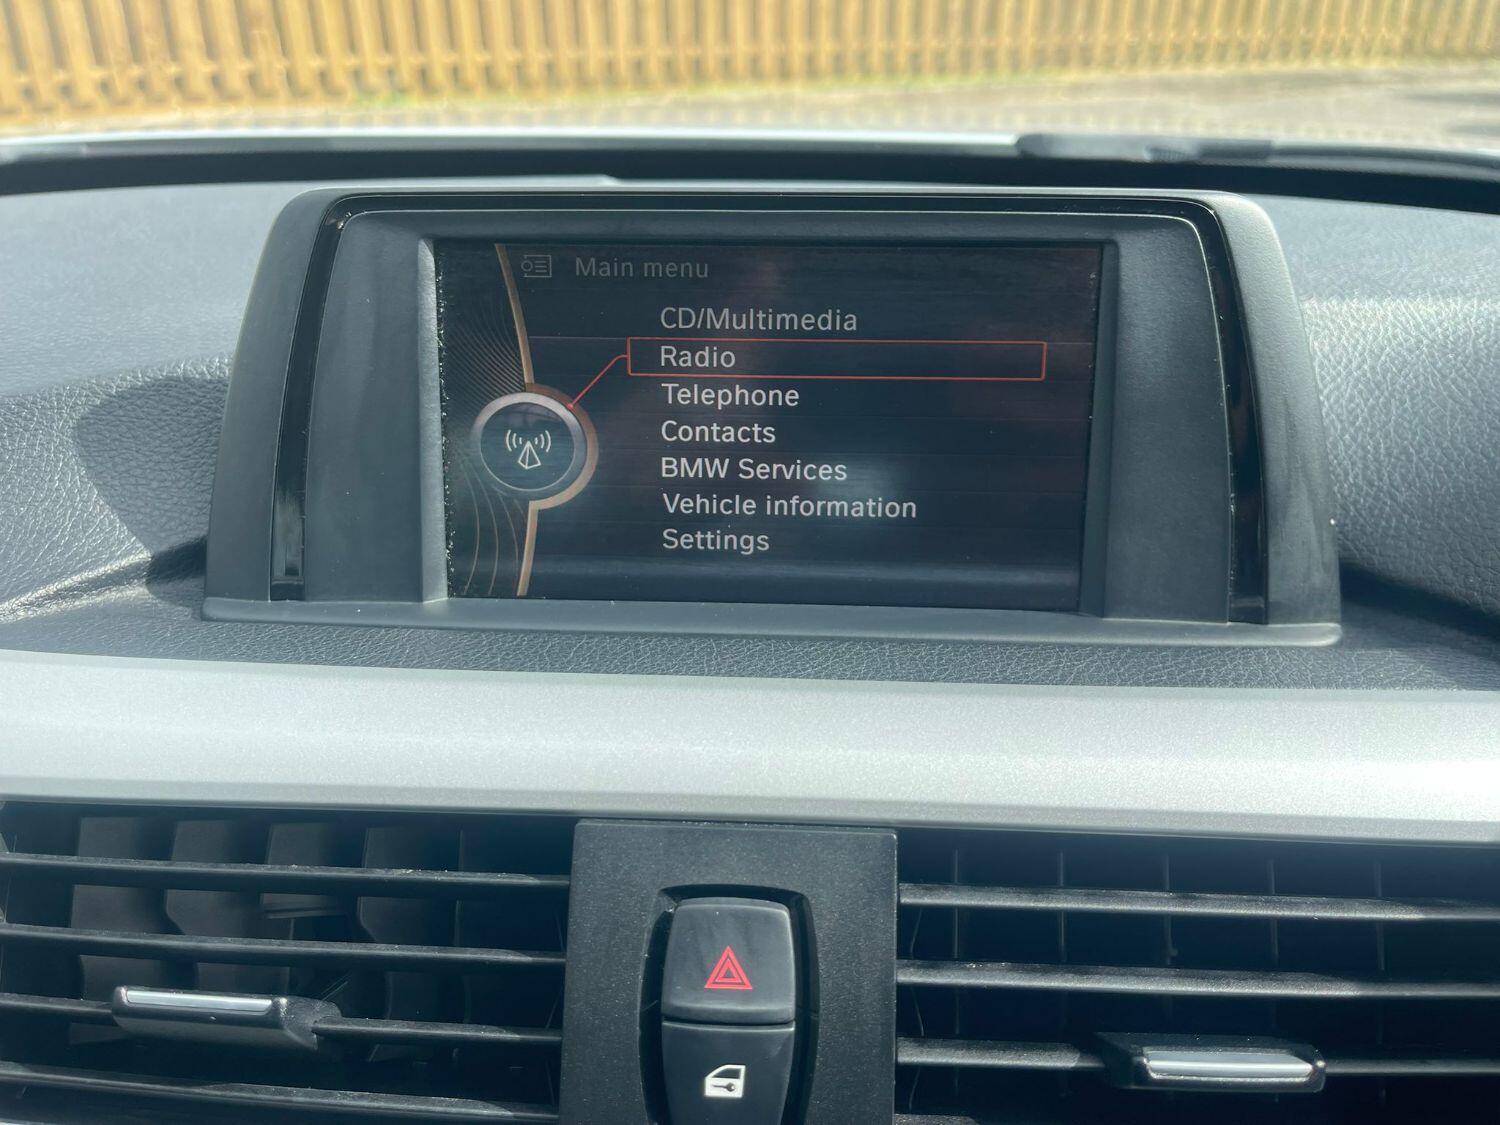 Main menu
CD/Multimedia
Radio
Telephone
Contacts
BMW Services
Vehicle information
Settings